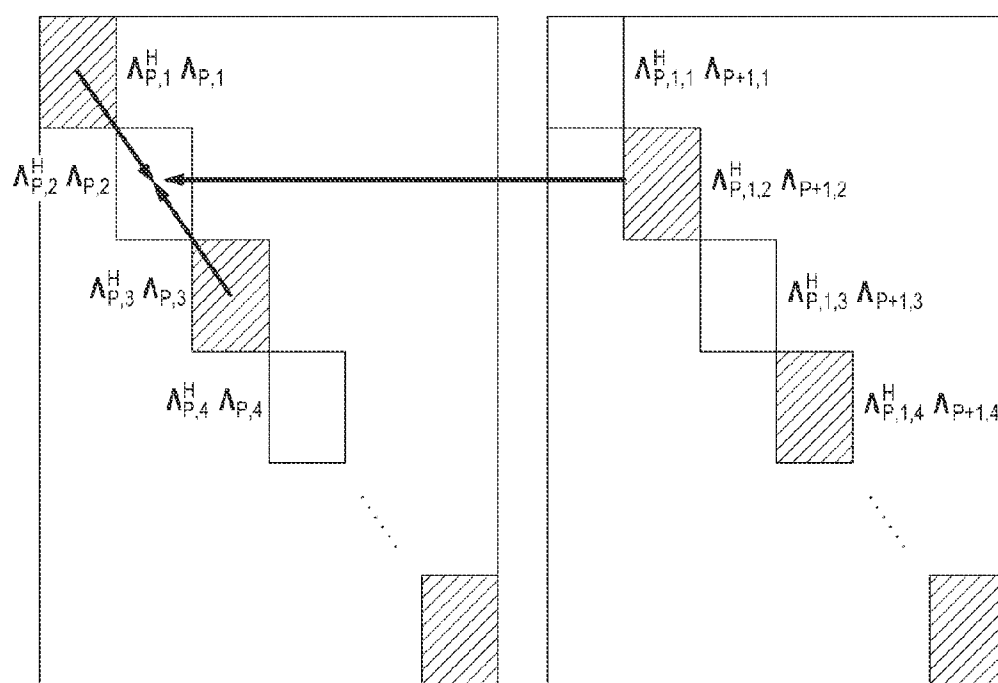 Λ^H_{P,1} Λ_{P,1}
Λ^H_{P,2} Λ_{P,2}
Λ^H_{P,3} Λ_{P,3}
Λ^H_{P,4} Λ_{P,4}
Λ^H_{P,1,1} Λ_{P+1,1}
Λ^H_{P,1,2} Λ_{P+1,2}
Λ^H_{P,1,3} Λ_{P+1,3}
Λ^H_{P,1,4} Λ_{P+1,4}